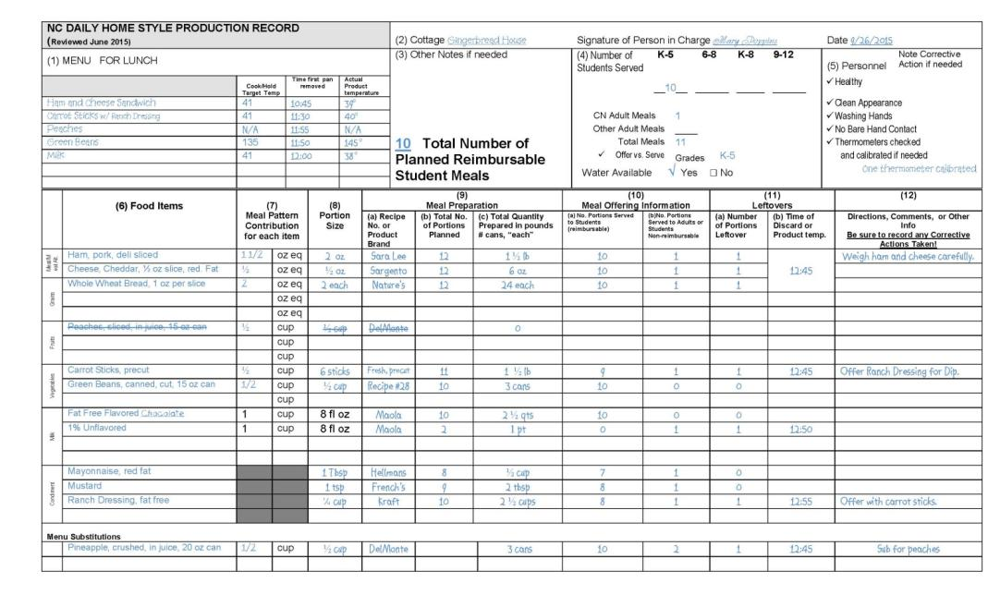 NC DAILY HOME STYLE PRODUCTION RECORD
(Reviewed June 2015)
(2) Cottage Gingerbread House
Signature of Person in Charge Mary Poppins
Date 9/26/2015
(1) MENU FOR LUNCH
(3) Other Notes if needed
(4) Number of Students Served K-5 6-8 K-8 9-12
10
(5) Personnel Note Corrective Action if needed
✓ Healthy
✓ Clean Appearance
✓ Washing Hands
✓ No Bare Hand Contact
✓ Thermometers checked and calibrated if needed
One thermometer calibrated
Cook/Hold Target Temp Time first pan removed Actual Product temperature
Ham and Cheese Sandwich 41 10:45 39°
Carrot Sticks w/ Ranch Dressing 41 11:30 40°
Peaches N/A 11:55 N/A
Green Beans 135 11:50 145°
Milk 41 12:00 38°
10 Total Number of Planned Reimbursable Student Meals
CN Adult Meals 1
Other Adult Meals
Total Meals 11
✓ Offer vs. Serve Grades K-5
Water Available √ Yes □ No
(6) Food Items
(7) Meal Pattern Contribution for each item
(8) Portion Size
(9) Meal Preparation
(a) Recipe No. or Product Brand
(b) Total No. of Portions Planned
(c) Total Quantity Prepared in pounds # cans, "each"
(10) Meal Offering Information
(a) No. Portions Served to Students (reimbursable)
(b)No. Portions Served to Adults or Students Non-reimbursable
(11) Leftovers
(a) Number of Portions Leftover
(b) Time of Discard or Product temp.
(12)
Directions, Comments, or Other Info
Be sure to record any Corrective Actions Taken!
Ham, pork, deli sliced 1 1/2 oz eq 2 oz Sara Lee 12 1 ½ lb 10 1 1 Weigh ham and cheese carefully.
Cheese, Cheddar, ½ oz slice, red. Fat ½ oz eq ½ oz Sargento 12 6 oz 10 1 1 12:45
Grains
Whole Wheat Bread, 1 oz per slice 2 oz eq 2 each Nature's 12 24 each 10 1 1
oz eq
oz eq
Fruits
Peaches, sliced, in juice, 15 oz can ½ cup ½ cup DelMonte 0
cup
cup
Vegetables
Carrot Sticks, precut ½ cup 6 sticks Fresh, precut 11 1 ½ lb 9 1 1 12:45 Offer Ranch Dressing for Dip.
Green Beans, canned, cut, 15 oz can 1/2 cup ½ cup Recipe #28 10 3 cans 10 0 0
cup
Milk
Fat Free Flavored Chocolate 1 cup 8 fl oz Maola 10 2 ½ qts 10 0 0
1% Unflavored 1 cup 8 fl oz Maola 2 1 pt 0 1 1 12:50
Condiment
Mayonnaise, red fat 1 Tbsp Hellmans 8 ½ cup 7 1 0
Mustard 1 tsp French's 9 2 tbsp 8 1 0
Ranch Dressing, fat free ¼ cup Kraft 10 2 ½ cups 8 1 1 12:55 Offer with carrot sticks.
Menu Substitutions
Pineapple, crushed, in juice, 20 oz can 1/2 cup ½ cup DelMonte 3 cans 10 2 1 12:45 Sub for peaches